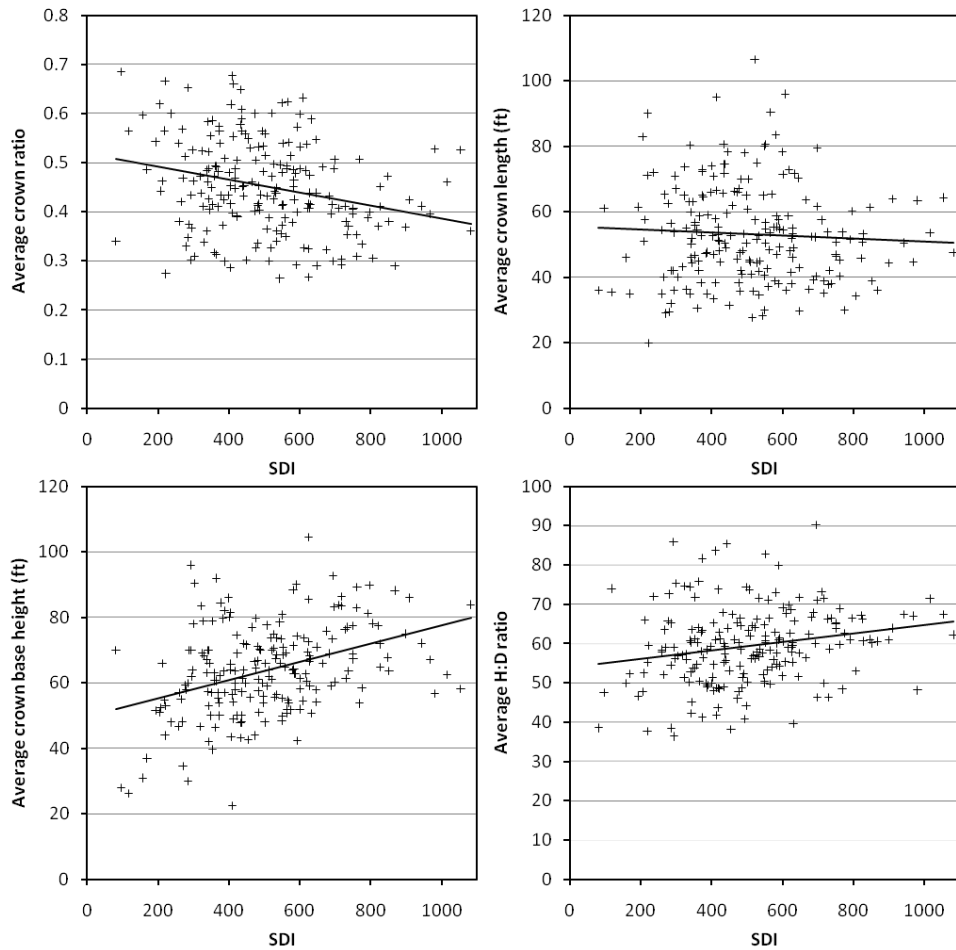 0.8
0.7
0.6
0.5
0.4
0.3
0.2
0.1
0
Average crown ratio
0 200 400 600 800 1000
SDI
120
100
80
60
40
20
0
Average crown length (ft)
0 200 400 600 800 1000
SDI
120
100
80
60
40
20
0
Average crown base height (ft)
0 200 400 600 800 1000
SDI
100
90
80
70
60
50
40
30
20
10
0
Average H:D ratio
0 200 400 600 800 1000
SDI